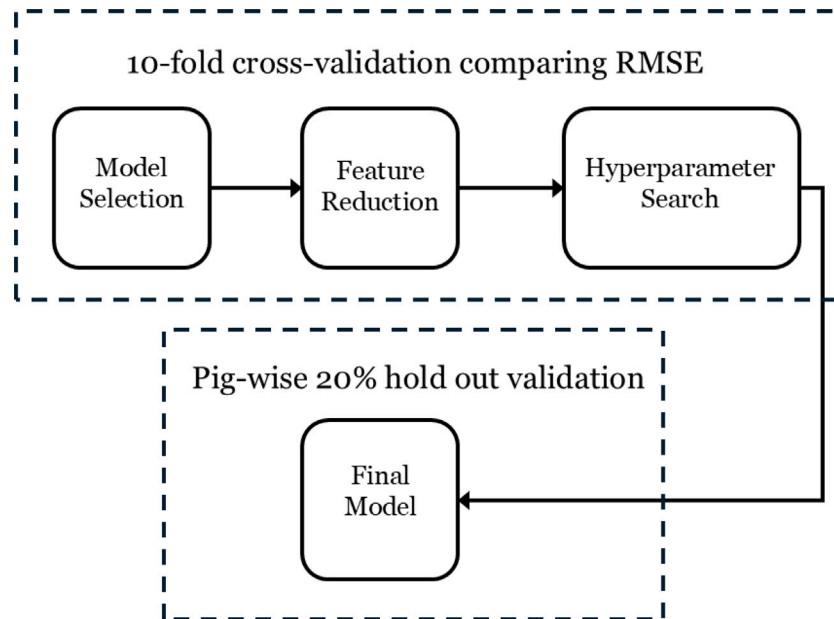 10-fold cross-validation comparing RMSE
Model
Selection
Feature
Reduction
Hyperparameter
Search
Pig-wise 20% hold out validation
Final
Model